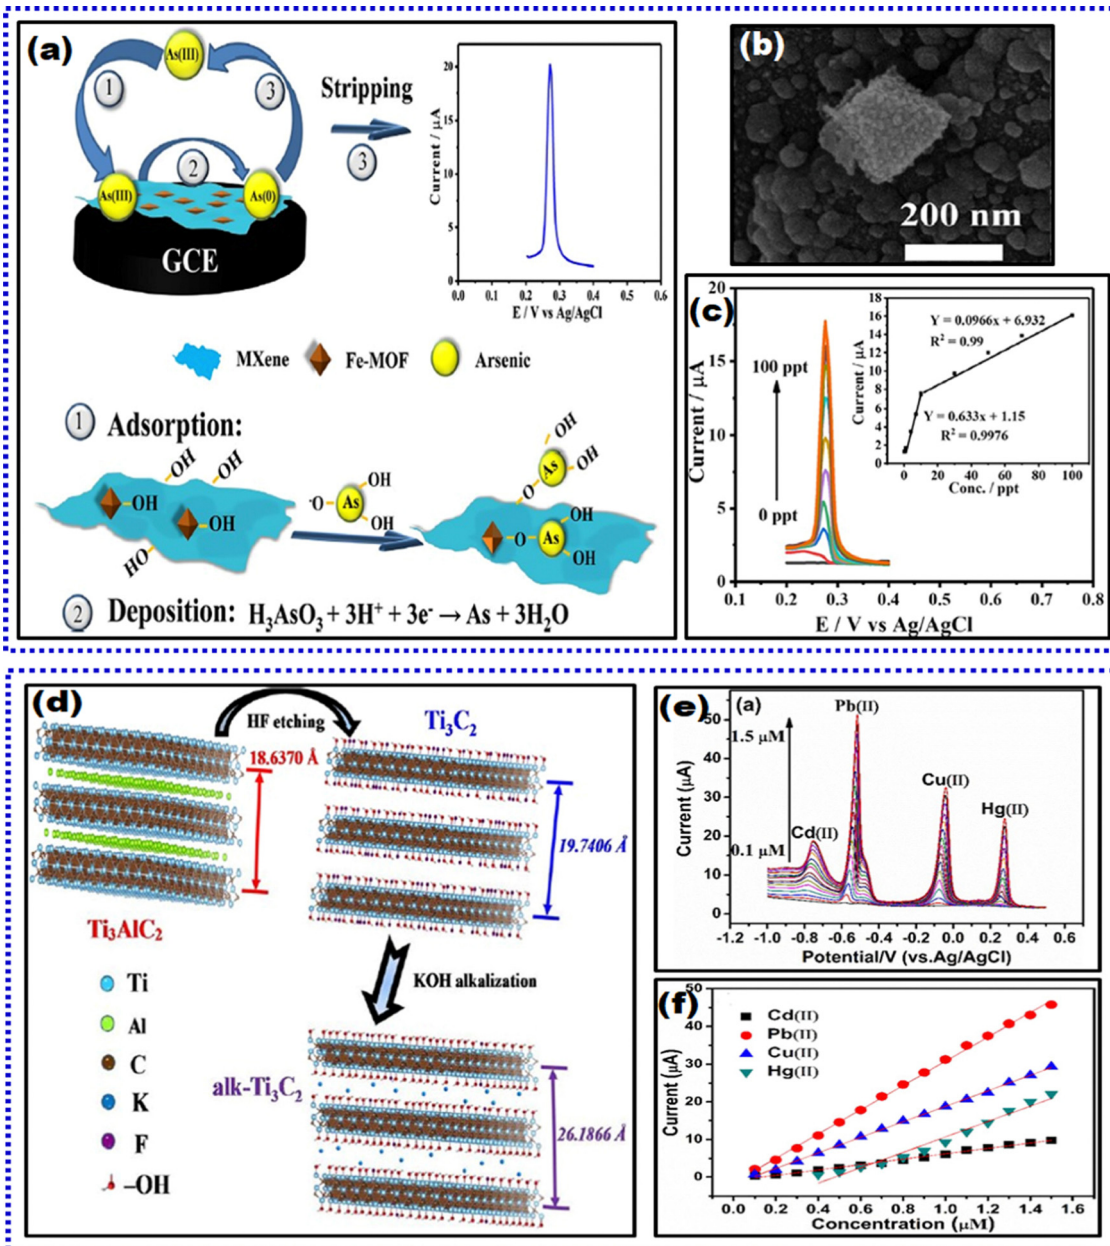 (a)
As(III)
1
3
2
As(III)
As(0)
GCE
Stripping
3
Current / μA
20
15
10
5
0
0.0 0.1 0.2 0.3 0.4 0.5 0.6
E / V vs Ag/AgCl
MXene
Fe-MOF
Arsenic
1 Adsorption:
OH
OH
OH
OH
HO
-O
As
OH
OH
OH
As
OH
O
O
As
OH
OH
2 Deposition: H₃AsO₃ + 3H⁺ + 3e⁻ → As + 3H₂O
(b)
200 nm
(c)
Current / μA
20
15
10
5
0
100 ppt
0 ppt
0.1 0.2 0.3 0.4 0.5 0.6 0.7 0.8
E / V vs Ag/AgCl
Current / μA
18
16
14
12
10
8
6
4
2
0
Y = 0.0966x + 6.932
R² = 0.99
Y = 0.633x + 1.15
R² = 0.9976
0 20 40 60 80 100
Conc. / ppt
(d)
HF etching
Ti₃C₂
18.6370 Å
19.7406 Å
Ti₃AlC₂
KOH alkalization
Ti
Al
C
K
F
–OH
alk-Ti₃C₂
26.1866 Å
(e)
(a)
Current (μA)
50
40
30
20
10
0
1.5 μM
0.1 μM
Cd(II)
Pb(II)
Cu(II)
Hg(II)
-1.2 -1.0 -0.8 -0.6 -0.4 -0.2 0.0 0.2 0.4 0.6
Potential/V (vs.Ag/AgCl)
(f)
Current (μA)
50
40
30
20
10
0
Cd(II)
Pb(II)
Cu(II)
Hg(II)
0.0 0.2 0.4 0.6 0.8 1.0 1.2 1.4 1.6
Concentration (μM)